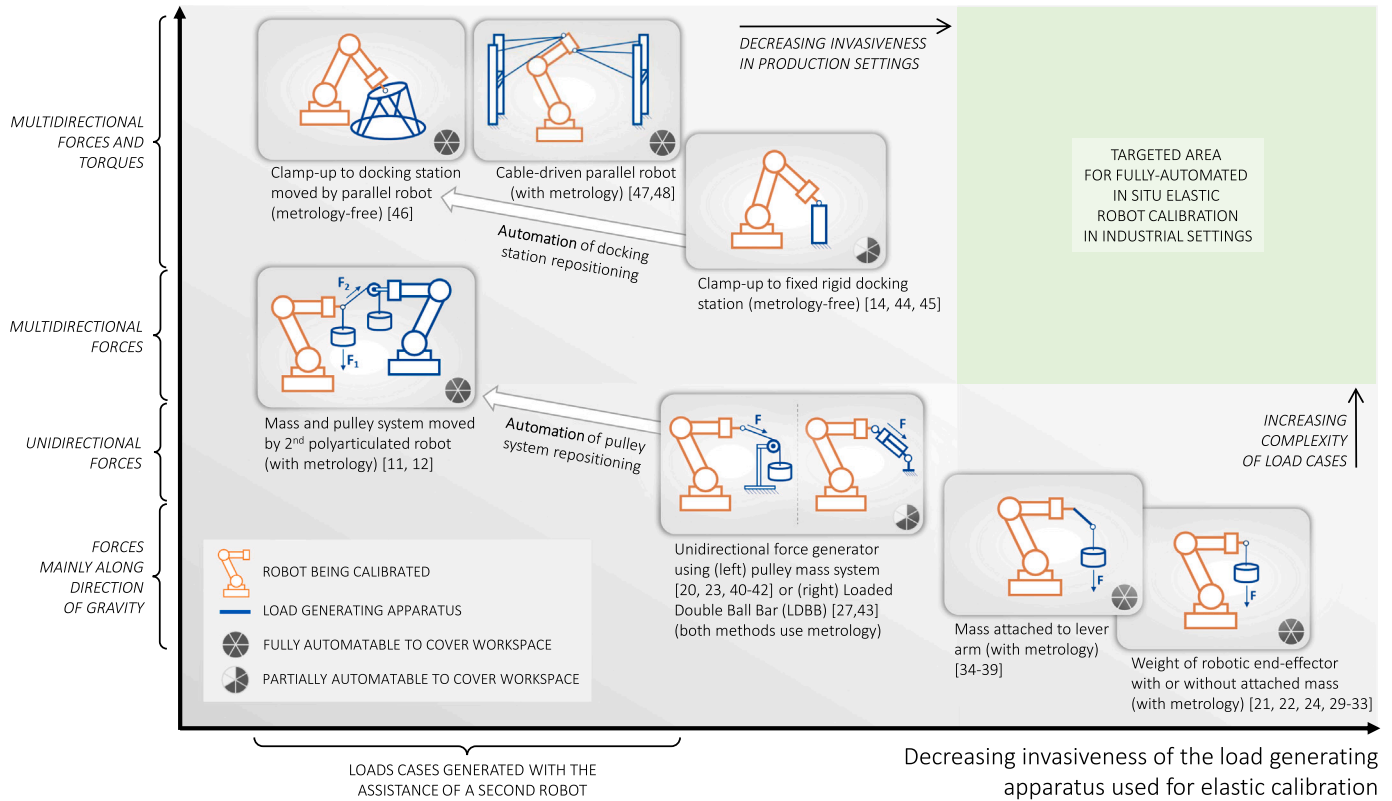 DECREASING INVASIVENESS
IN PRODUCTION SETTINGS
MULTIDIRECTIONAL
FORCES AND
TORQUES
Clamp-up to docking station
moved by parallel robot
(metrology-free) [46]
Cable-driven parallel robot
(with metrology) [47,48]
TARGETED AREA
FOR FULLY-AUTOMATED
IN SITU ELASTIC
ROBOT CALIBRATION
IN INDUSTRIAL SETTINGS
Automation of docking
station repositioning
Clamp-up to fixed rigid docking
station (metrology-free) [14, 44, 45]
MULTIDIRECTIONAL
FORCES
F2
F1
Mass and pulley system moved
by 2nd polyarticulated robot
(with metrology) [11, 12]
Automation of pulley
system repositioning
UNIDIRECTIONAL
FORCES
F
F
INCREASING
COMPLEXITY
OF LOAD CASES
Unidirectional force generator
using (left) pulley mass system
[20, 23, 40-42] or (right) Loaded
Double Ball Bar (LDBB) [27,43]
(both methods use metrology)
F
F
Mass attached to lever
arm (with metrology)
[34-39]
Weight of robotic end-effector
with or without attached mass
(with metrology) [21, 22, 24, 29-33]
FORCES
MAINLY ALONG
DIRECTION
OF GRAVITY
ROBOT BEING CALIBRATED
LOAD GENERATING APPARATUS
FULLY AUTOMATABLE TO COVER WORKSPACE
PARTIALLY AUTOMATABLE TO COVER WORKSPACE
LOADS CASES GENERATED WITH THE
ASSISTANCE OF A SECOND ROBOT
Decreasing invasiveness of the load generating
apparatus used for elastic calibration